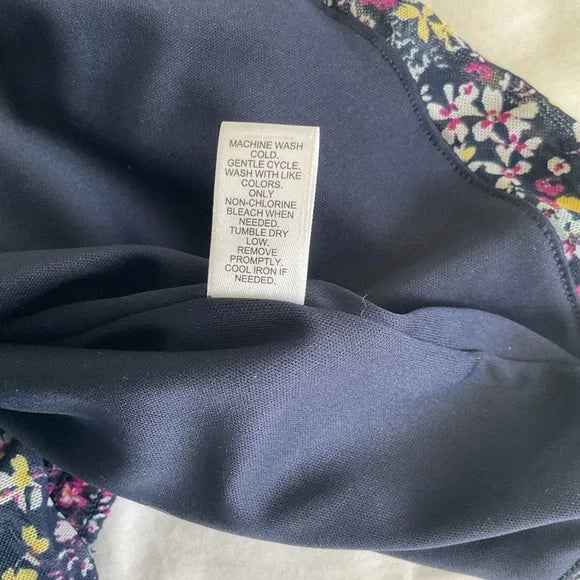 MACHINE WASH
COLD.
GENTLE CYCLE.
WASH WITH LIKE
COLORS.
ONLY
NON-CHLORINE
BLEACH WHEN
NEEDED.
TUMBLE DRY
LOW.
REMOVE
PROMPTLY.
COOL IRON IF
NEEDED.